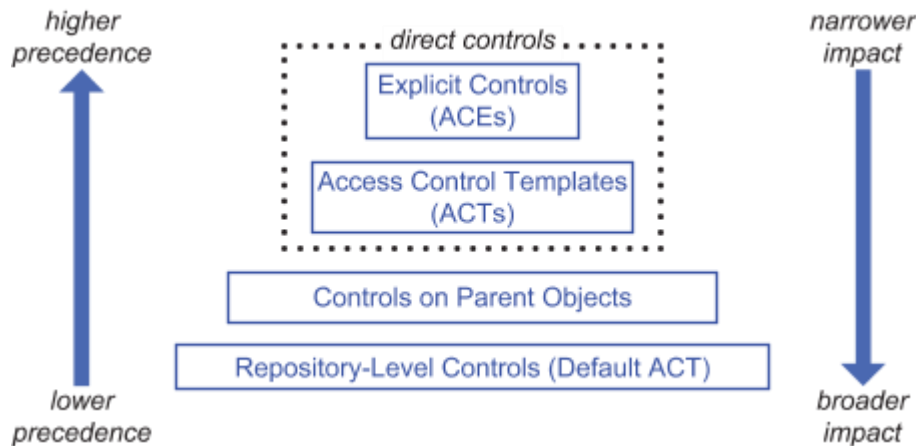 higher
precedence
direct controls
narrower
impact
Explicit Controls
(ACEs)
Access Control Templates
(ACTs)
Controls on Parent Objects
Repository-Level Controls (Default ACT)
lower
precedence
broader
impact